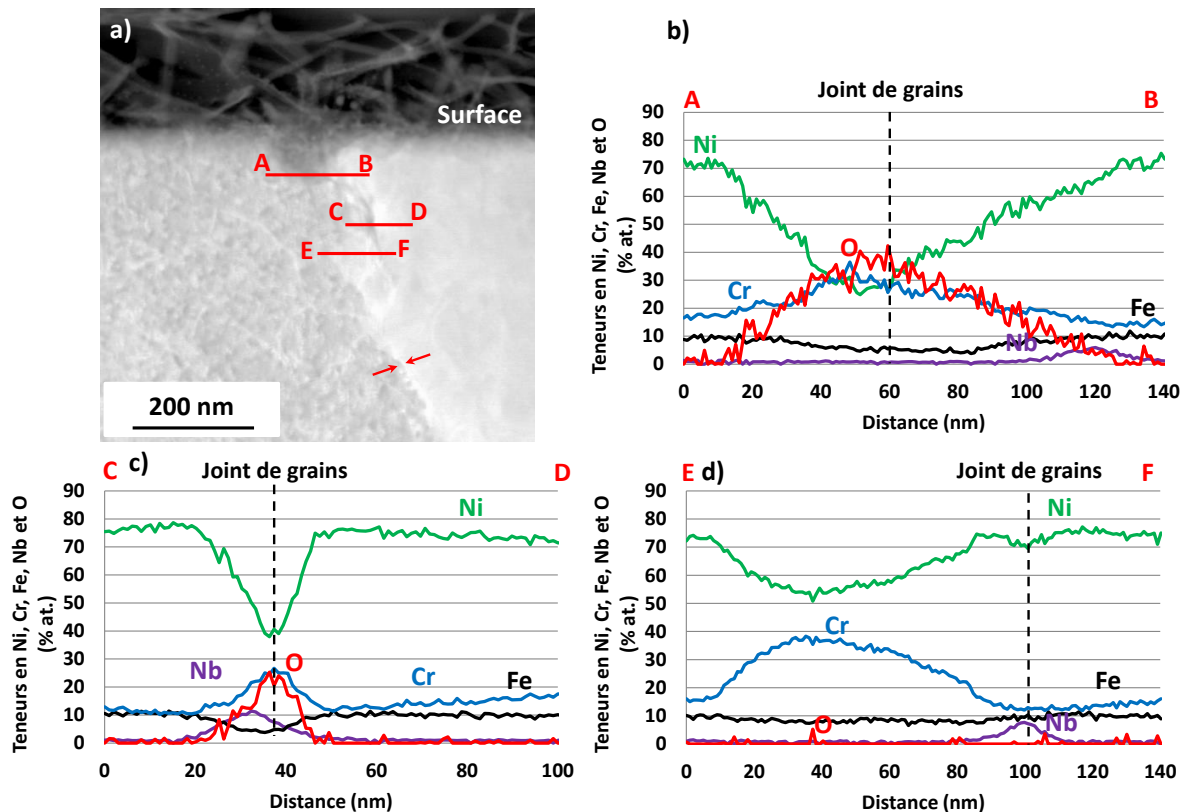 a)
Surface
A B
C D
E F
200 nm
b)
Joint de grains
A B
Teneurs en Ni, Cr, Fe, Nb et O
(% at.)
90
80
70
60
50
40
30
20
10
0
Ni
O
Cr
Fe
Nb
0 20 40 60 80 100 120 140
Distance (nm)
c)
Joint de grains
C D
Teneurs en Ni, Cr, Fe, Nb et O
(% at.)
90
80
70
60
50
40
30
20
10
0
Ni
Nb
O
Cr
Fe
0 20 40 60 80 100
Distance (nm)
d)
Joint de grains
E F
Teneurs en Ni, Cr, Fe, Nb et O
(% at.)
90
80
70
60
50
40
30
20
10
0
Ni
Cr
Fe
O
Nb
0 20 40 60 80 100 120 140
Distance (nm)